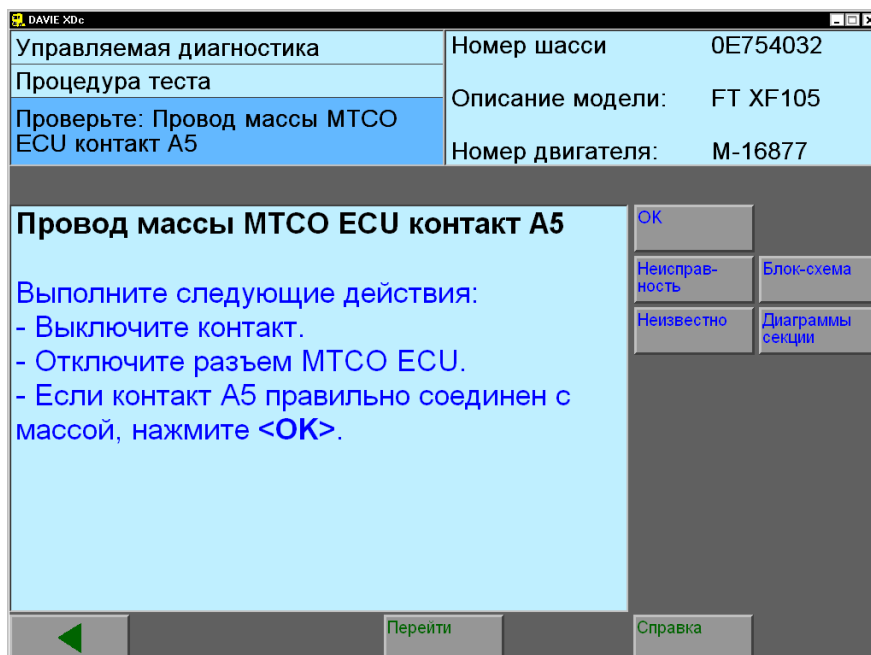 DAVIE XDc
Управляемая диагностика
Процедура теста
Проверьте: Провод массы MTCO
ECU контакт A5
Номер шасси 0E754032
Описание модели: FT XF105
Номер двигателя: M-16877
Провод массы MTCO ECU контакт A5
Выполните следующие действия:
- Выключите контакт.
- Отключите разъем MTCO ECU.
- Если контакт A5 правильно соединен с
массой, нажмите <OK>.
OK
Неисправ-
ность
Блок-схема
Неизвестно
Диаграммы
секции
Перейти
Справка